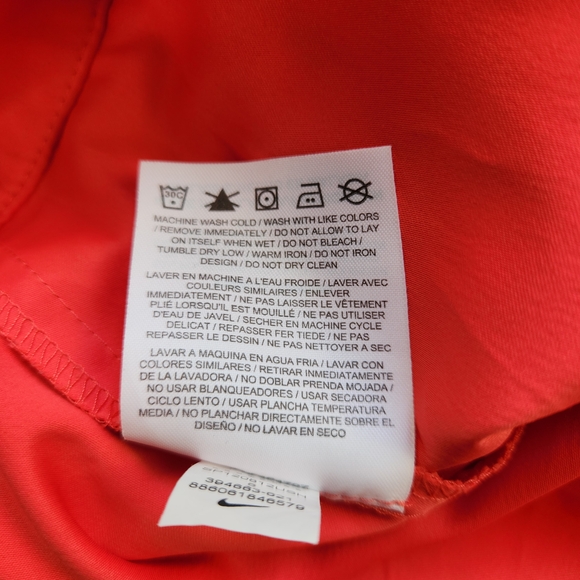 30C
MACHINE WASH COLD / WASH WITH LIKE COLORS
/ REMOVE IMMEDIATELY / DO NOT ALLOW TO LAY
ON ITSELF WHEN WET / DO NOT BLEACH /
TUMBLE DRY LOW / WARM IRON / DO NOT IRON
DESIGN / DO NOT DRY CLEAN
LAVER EN MACHINE A L'EAU FROIDE / LAVER AVEC
COULEURS SIMILAIRES / ENLEVER
IMMEDIATEMENT / NE PAS LAISSER LE VÊTEMENT
PLIÉ LORSQU'IL EST MOUILLÉ / NE PAS UTILISER
D'EAU DE JAVEL / SECHER EN MACHINE CYCLE
DELICAT / REPASSER FER TIEDE / NE PAS
REPASSER LE DESSIN / NE PAS NETTOYER A SEC
LAVAR A MAQUINA EN AGUA FRIA / LAVAR CON
COLORES SIMILARES / RETIRAR INMEDIATAMENTE
DE LA LAVADORA / NO DOBLAR PRENDA MOJADA /
NO USAR BLANQUEADORES / USAR SECADORA
CICLO LENTO / USAR PLANCHA TEMPERATURA
MEDIA / NO PLANCHAR DIRECTAMENTE SOBRE EL
DISEÑO / NO LAVAR EN SECO
394663-621